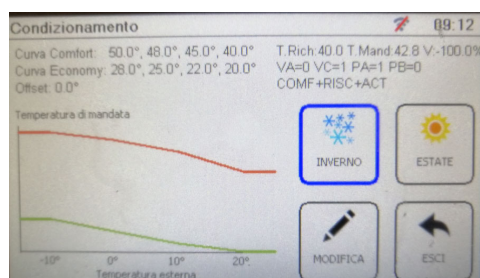 Condizionamento 09:12
Curva Comfort: 50.0°, 48.0°, 45.0°, 40.0°
Curva Economy: 28.0°, 25.0°, 22.0°, 20.0°
Offset: 0.0°
T.Rich:40.0 T.Mand:42.8 V:-100.0%
VA=0 VC=1 PA=1 PB=0
COMF+RISC+ACT
Temperatura di mandata
INVERNO
ESTATE
-10° 0° 10° 20°
Temperatura esterna
MODIFICA
ESCI